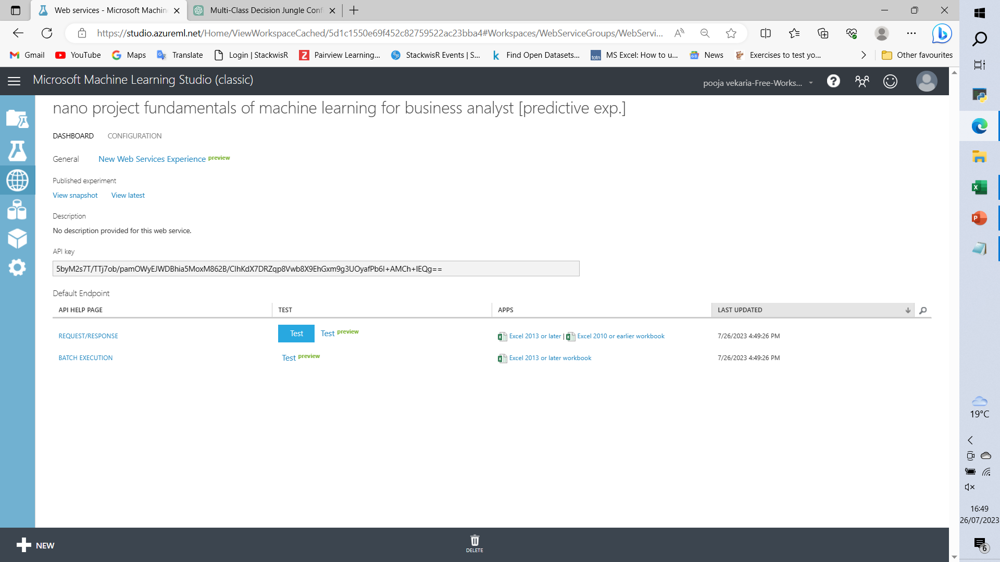 Web services - Microsoft Machin
Multi-Class Decision Jungle Conf
https://studio.azureml.net/Home/ViewWorkspaceCached/5d1c1550e69f452c82759522ac23bba4#Workspaces/WebServiceGroups/WebServi...
Gmail
YouTube
Maps
Translate
Login | StackwisR
Pairview Learning...
StackwisR Events | S...
Find Open Datasets...
MS Excel: How to u...
News
Exercises to test yo...
Other favourites
Microsoft Machine Learning Studio (classic)
pooja vekaria-Free-Works...
nano project fundamentals of machine learning for business analyst [predictive exp.]
DASHBOARD CONFIGURATION
General New Web Services Experience preview
Published experiment
View snapshot View latest
Description
No description provided for this web service.
API key
5byM2s7T/TTj7ob/pamOWyEJWDBhia5MoxM862B/ClhKdX7DRZqp8Vwb8X9EhGxm9g3UOyafPb6I+AMCh+IEQg==
Default Endpoint
API HELP PAGE TEST APPS LAST UPDATED
REQUEST/RESPONSE Test Test preview Excel 2013 or later | Excel 2010 or earlier workbook 7/26/2023 4:49:26 PM
BATCH EXECUTION Test preview Excel 2013 or later workbook 7/26/2023 4:49:26 PM
NEW
DELETE
19°C
16:49
26/07/2023
6